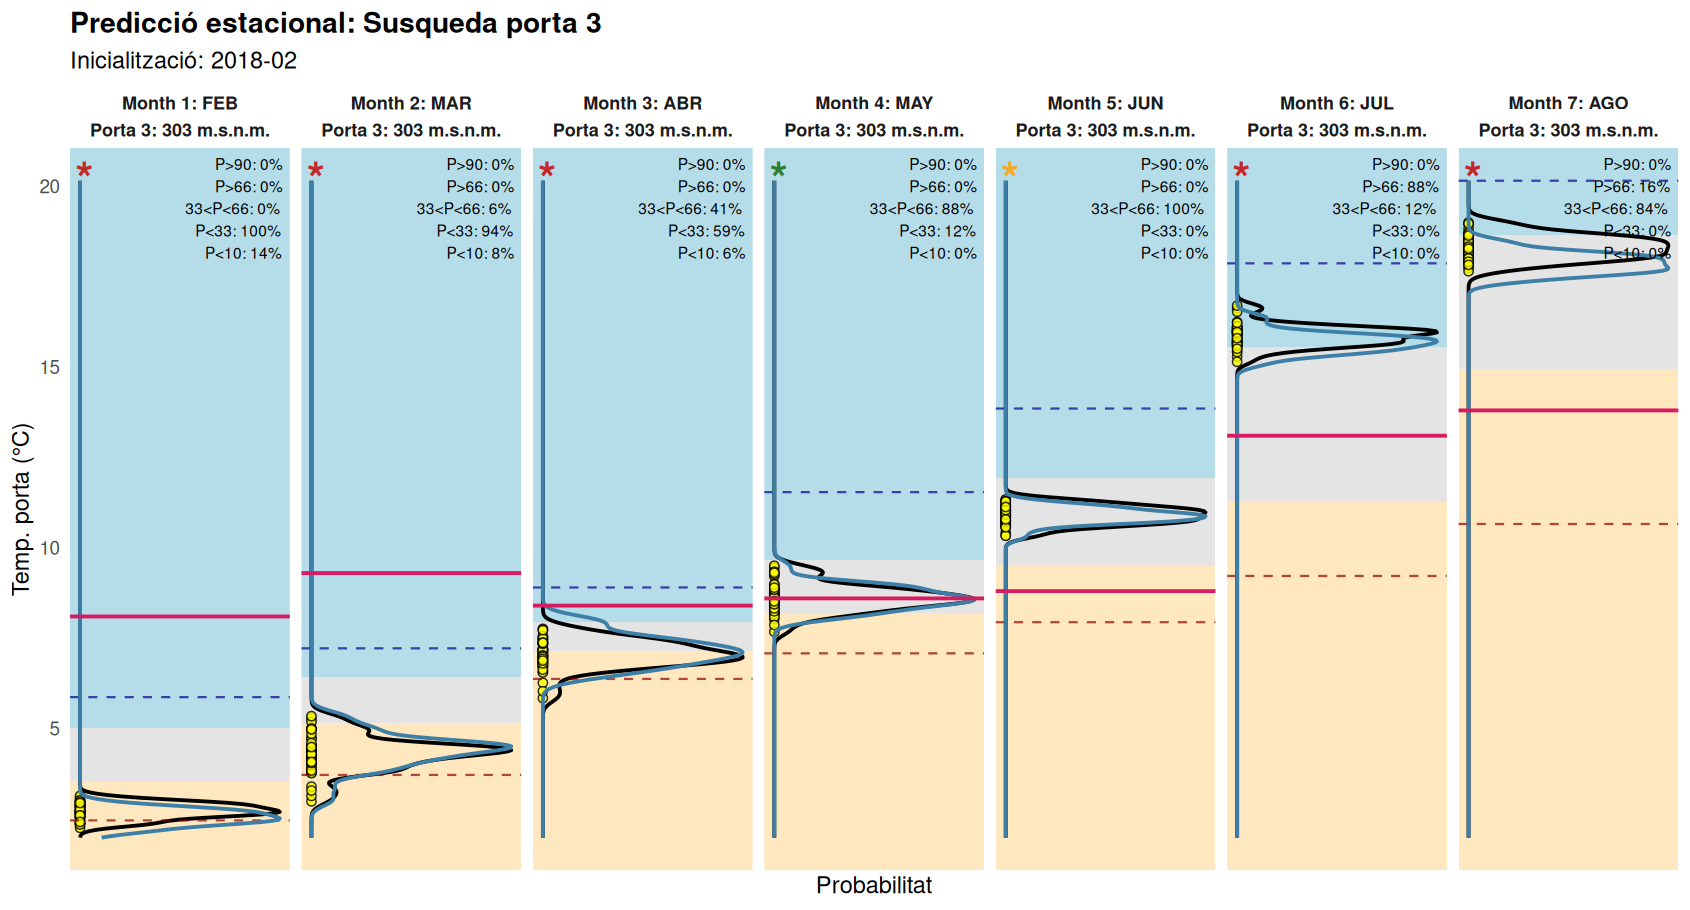 Predicció estacional: Susqueda porta 3
Inicialització: 2018-02
Month 1: FEB
Porta 3: 303 m.s.n.m.
Month 2: MAR
Porta 3: 303 m.s.n.m.
Month 3: ABR
Porta 3: 303 m.s.n.m.
Month 4: MAY
Porta 3: 303 m.s.n.m.
Month 5: JUN
Porta 3: 303 m.s.n.m.
Month 6: JUL
Porta 3: 303 m.s.n.m.
Month 7: AGO
Porta 3: 303 m.s.n.m.
*
P>90: 0%
P>66: 0%
33<P<66: 0%
P<33: 100%
P<10: 14%
*
P>90: 0%
P>66: 0%
33<P<66: 6%
P<33: 94%
P<10: 8%
*
P>90: 0%
P>66: 0%
33<P<66: 41%
P<33: 59%
P<10: 6%
*
P>90: 0%
P>66: 0%
33<P<66: 88%
P<33: 12%
P<10: 0%
*
P>90: 0%
P>66: 0%
33<P<66: 100%
P<33: 0%
P<10: 0%
*
P>90: 0%
P>66: 88%
33<P<66: 12%
P<33: 0%
P<10: 0%
*
P>90: 0%
P>66: 16%
33<P<66: 84%
P<33: 0%
P<10: 0%
20
15
10
5
Temp. porta (°C)
Probabilitat